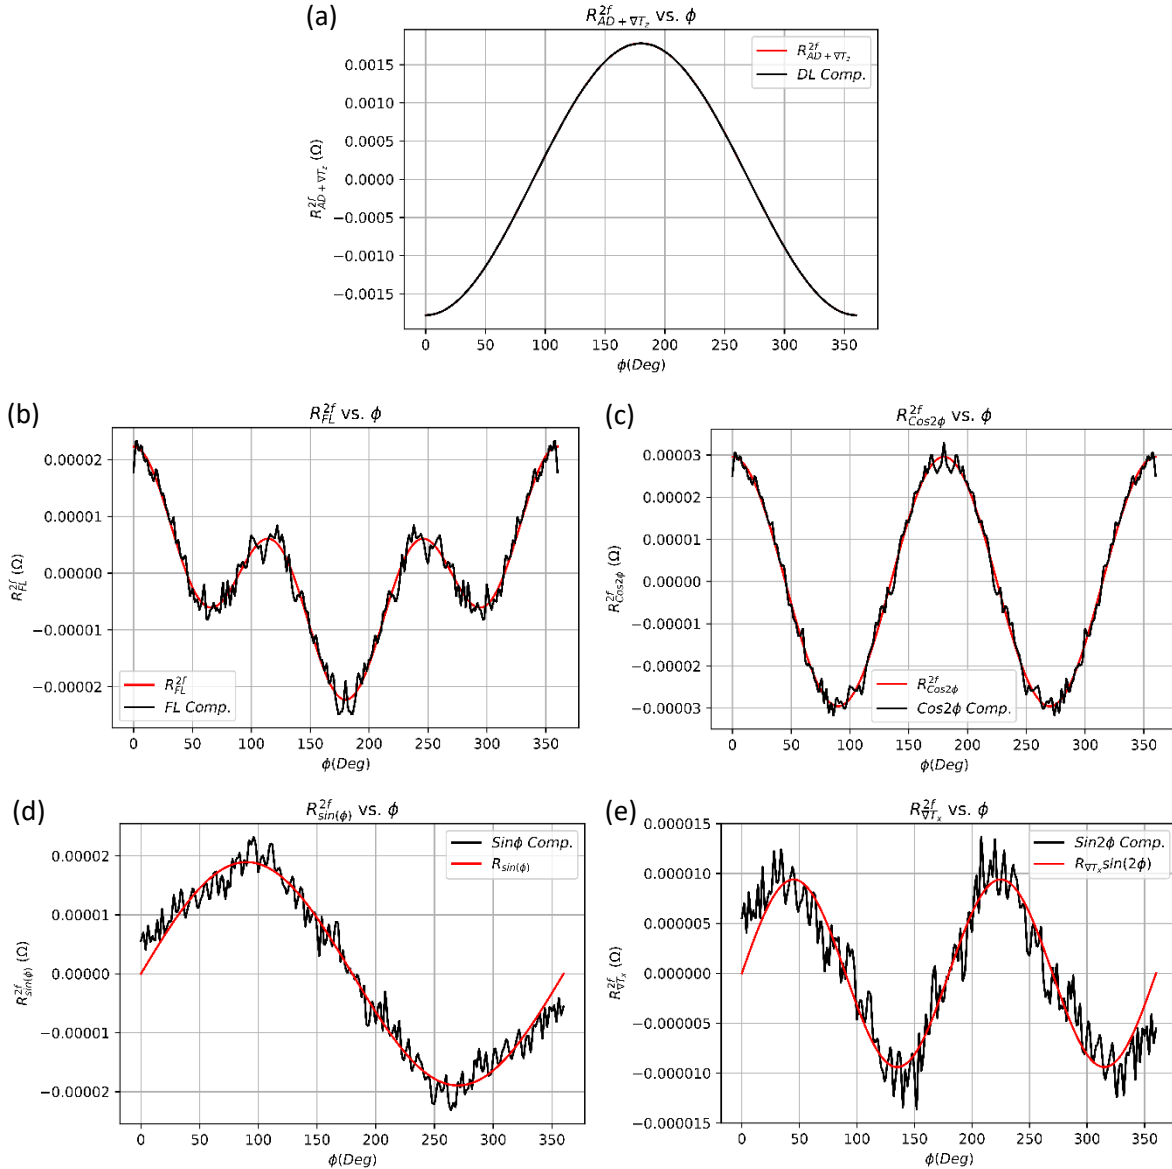 (a)
R^{2f}_{AD+∇T_z} vs. ϕ
R^{2f}_{AD+∇T_z}
DL Comp.
R^{2f}_{AD+∇T_z} (Ω)
0.0015
0.0010
0.0005
0.0000
−0.0005
−0.0010
−0.0015
0 50 100 150 200 250 300 350
ϕ(Deg)
(b)
R^{2f}_{FL} vs. ϕ
R^{2f}_{FL} (Ω)
0.00002
0.00001
0.00000
−0.00001
−0.00002
R^{2f}_{FL}
FL Comp.
0 50 100 150 200 250 300 350
ϕ(Deg)
(c)
R^{2f}_{Cos2ϕ} vs. ϕ
R^{2f}_{Cos2ϕ} (Ω)
0.00003
0.00002
0.00001
0.00000
−0.00001
−0.00002
−0.00003
R^{2f}_{Cos2ϕ}
Cos2ϕ Comp.
0 50 100 150 200 250 300 350
ϕ(Deg)
(d)
R^{2f}_{sin(ϕ)} vs. ϕ
Sinϕ Comp.
R_{sin(ϕ)}
R^{2f}_{sin(ϕ)} (Ω)
0.00002
0.00001
0.00000
−0.00001
−0.00002
0 50 100 150 200 250 300 350
ϕ(Deg)
(e)
R^{2f}_{∇T_x} vs. ϕ
Sin2ϕ Comp.
R_{∇T_x}sin(2ϕ)
R^{2f}_{∇T_x} (Ω)
0.000015
0.000010
0.000005
0.000000
−0.000005
−0.000010
−0.000015
0 50 100 150 200 250 300 350
ϕ(Deg)